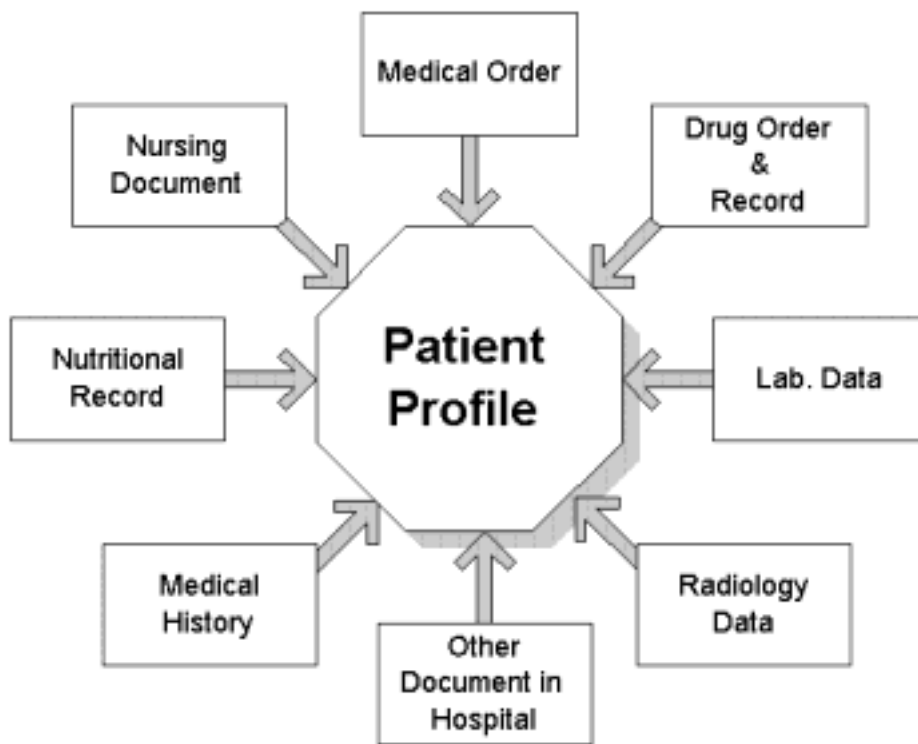 Medical Order
Nursing
Document
Drug Order
&
Record
Nutritional
Record
Patient
Profile
Lab. Data
Medical
History
Other
Document in
Hospital
Radiology
Data